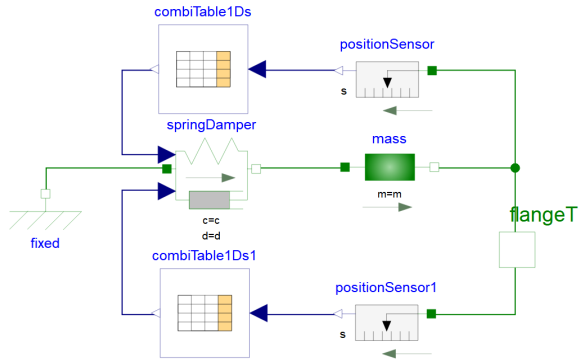 combiTable1Ds
positionSensor
s
springDamper
mass
c=c
d=d
m=m
flangeT
fixed
combiTable1Ds1
positionSensor1
s